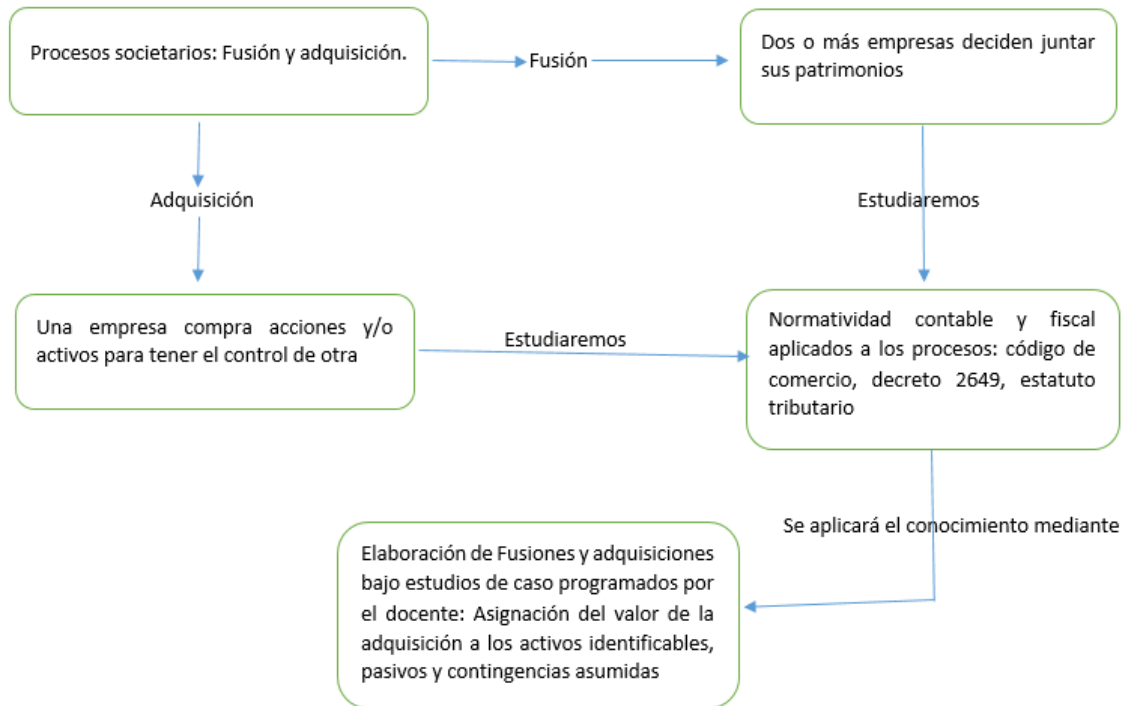 Procesos societarios: Fusión y adquisición.
Fusión
Dos o más empresas deciden juntar
sus patrimonios
Adquisición
Estudiaremos
Una empresa compra acciones y/o
activos para tener el control de otra
Estudiaremos
Normatividad contable y fiscal
aplicados a los procesos: código de
comercio, decreto 2649, estatuto
tributario
Se aplicará el conocimiento mediante
Elaboración de Fusiones y adquisiciones
bajo estudios de caso programados por
el docente: Asignación del valor de la
adquisición a los activos identificables,
pasivos y contingencias asumidas